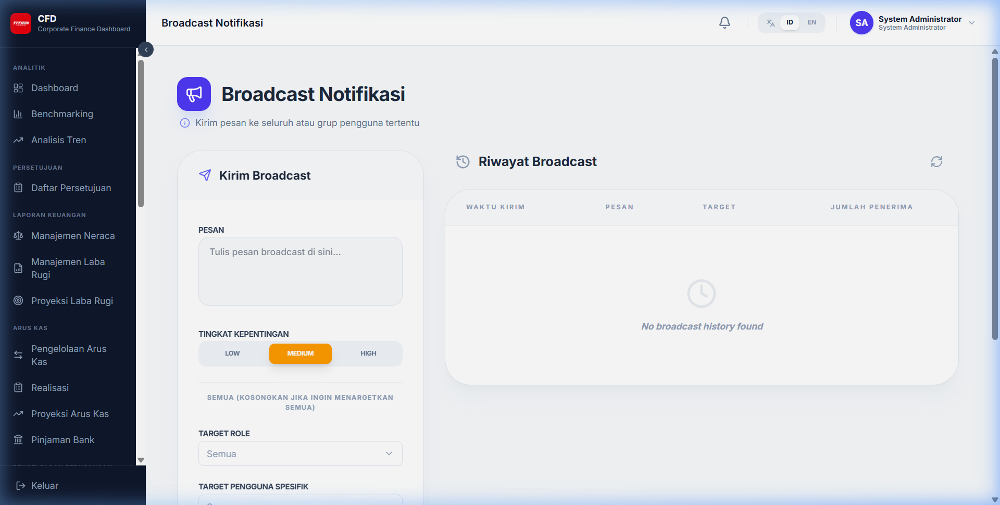 TITHIN
CFD
Corporate Finance Dashboard
Broadcast Notifikasi
ID
EN
SA
System Administrator
System Administrator
ANALITIK
Dashboard
Benchmarking
Analisis Tren
PERSETUJUAN
Daftar Persetujuan
LAPORAN KEUANGAN
Manajemen Neraca
Manajemen Laba
Rugi
Proyeksi Laba Rugi
ARUS KAS
Pengelolaan Arus
Kas
Realisasi
Proyeksi Arus Kas
Pinjaman Bank
Keluar
Broadcast Notifikasi
Kirim pesan ke seluruh atau grup pengguna tertentu
Kirim Broadcast
PESAN
Tulis pesan broadcast di sini...
TINGKAT KEPENTINGAN
LOW
MEDIUM
HIGH
SEMUA (KOSONGKAN JIKA INGIN MENARGETKAN
SEMUA)
TARGET ROLE
Semua
TARGET PENGGUNA SPESIFIK
Riwayat Broadcast
WAKTU KIRIM
PESAN
TARGET
JUMLAH PENERIMA
No broadcast history found